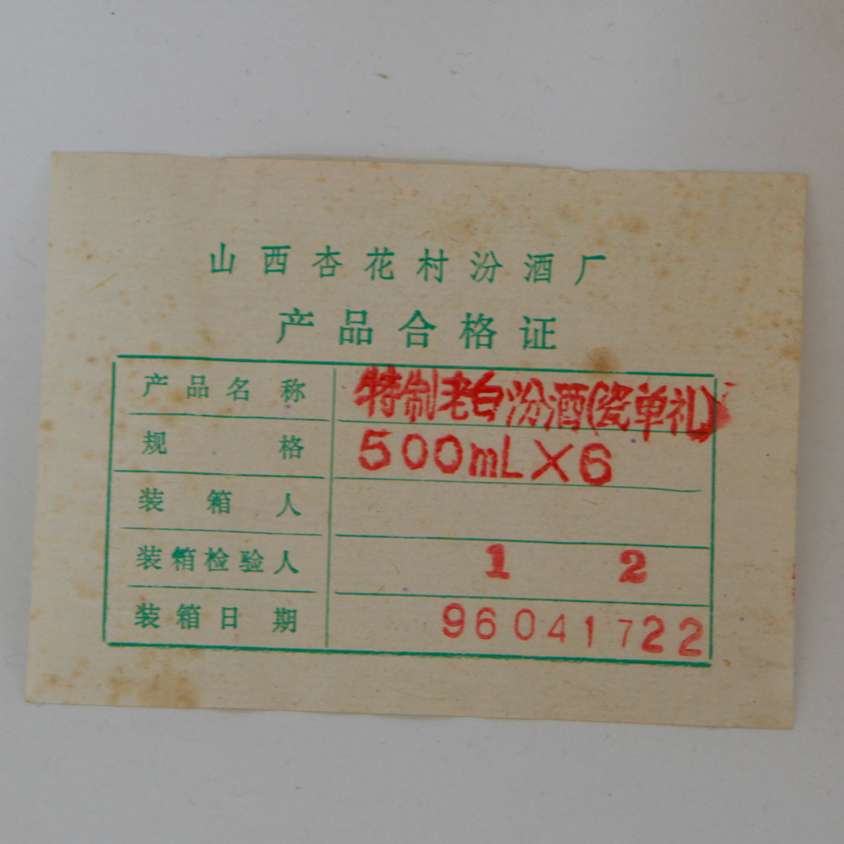 山西杏花村汾酒厂
产品合格证
产品名称 特制老白汾酒(瓷单礼)
规格 500mL×6
装箱人
装箱检验人 1 2
装箱日期 96041722